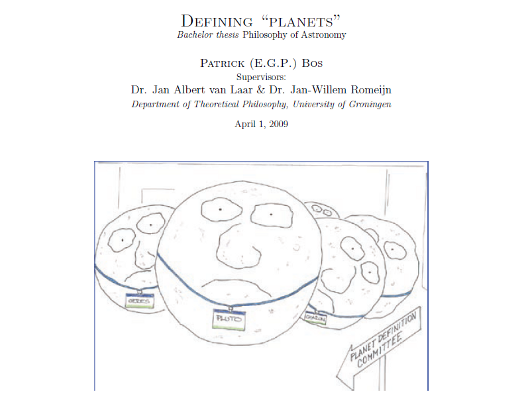 DEFINING “PLANETS”
Bachelor thesis Philosophy of Astronomy
PATRICK (E.G.P.) BOS
Supervisors:
Dr. Jan Albert van Laar & Dr. Jan-Willem Romeijn
Department of Theoretical Philosophy, University of Groningen
April 1, 2009
PLUTO
PLANET DEFINITION
COMMITTEE